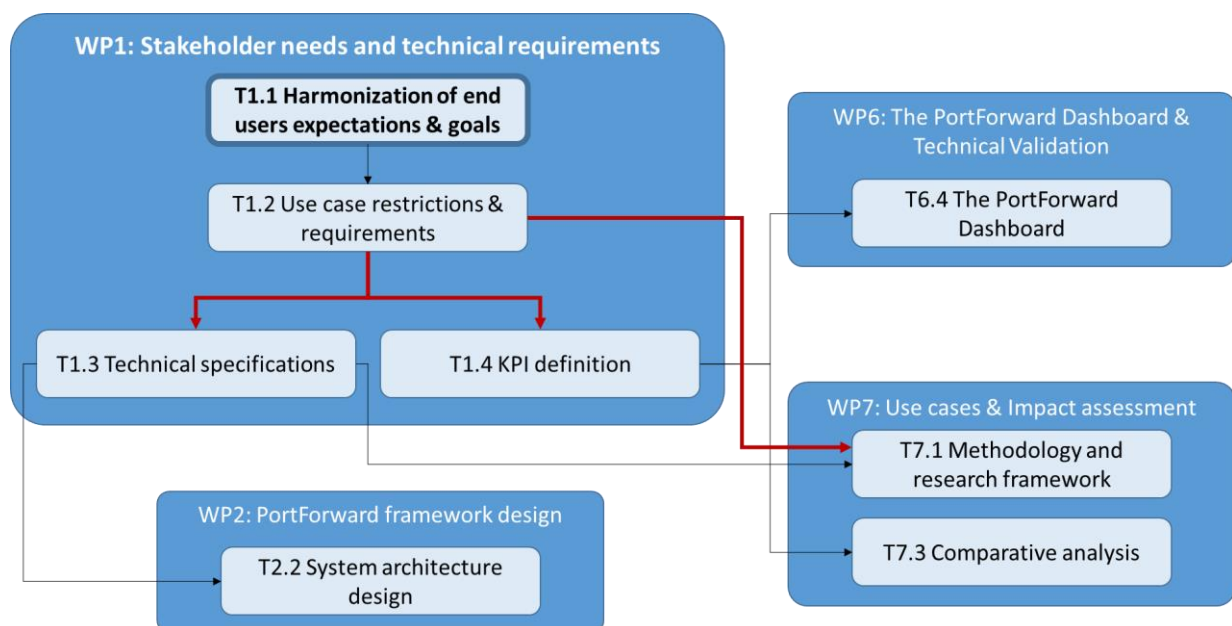 WP1: Stakeholder needs and technical requirements
T1.1 Harmonization of end
users expectations & goals
T1.2 Use case restrictions &
requirements
T1.3 Technical specifications
T1.4 KPI definition
WP6: The PortForward Dashboard &
Technical Validation
T6.4 The PortForward
Dashboard
WP7: Use cases & Impact assessment
T7.1 Methodology and
research framework
T7.3 Comparative analysis
WP2: PortForward framework design
T2.2 System architecture
design